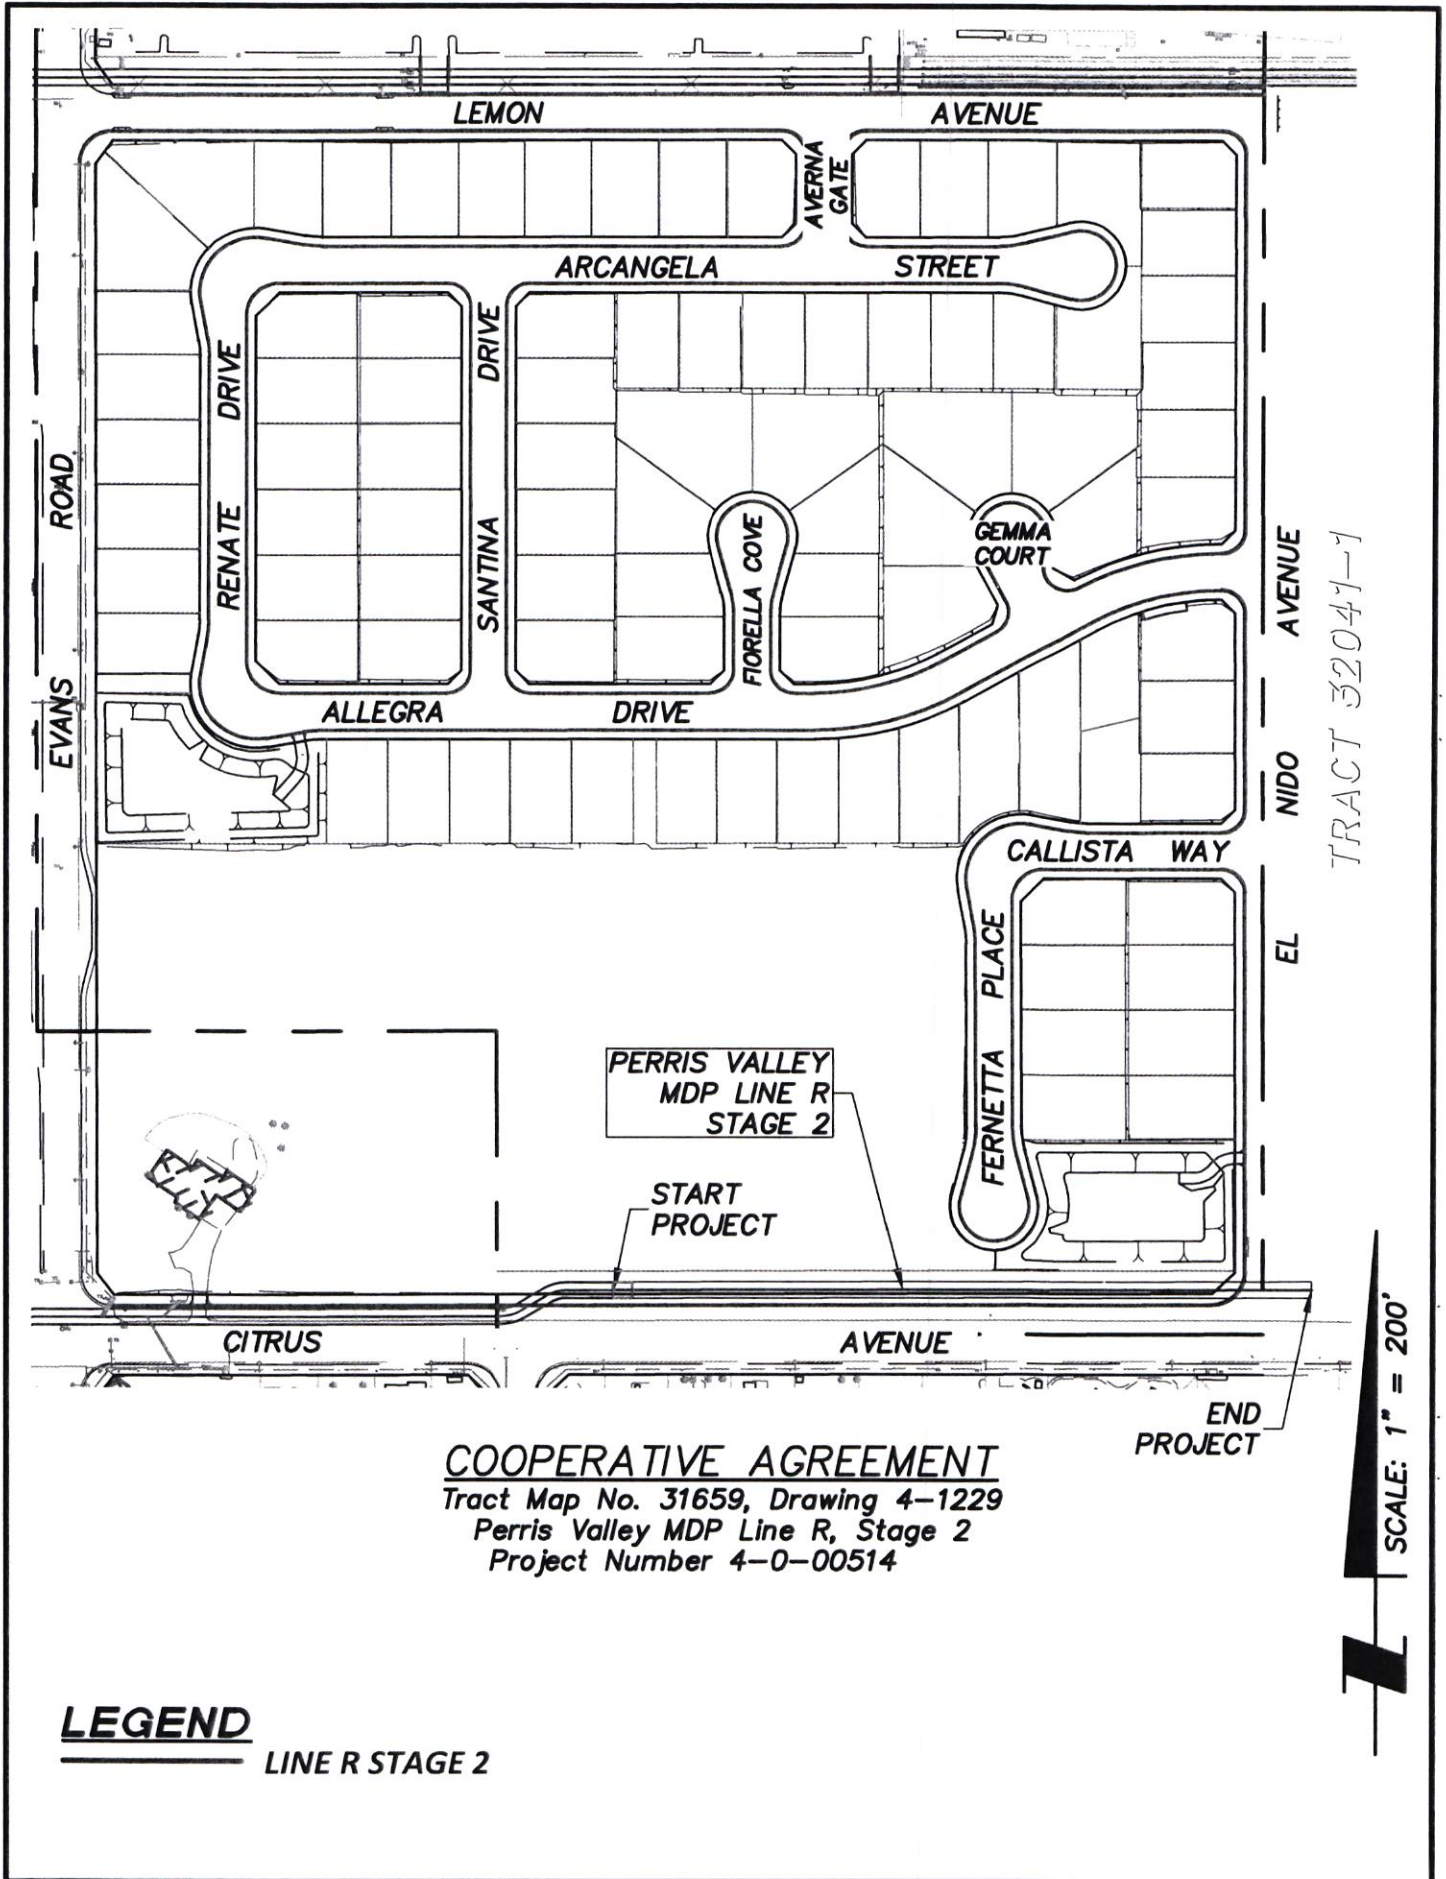 LEMON AVENUE
AVERNA
GATE
ARCANGELA STREET
RENATE DRIVE
SANTINA DRIVE
EVANS ROAD
FIORELLA COVE
GEMMA
COURT
EL NIDO AVENUE
TRACT 32041-1
ALLEGRA DRIVE
CALLISTA WAY
FERNETTA PLACE
PERRIS VALLEY
MDP LINE R
STAGE 2
START
PROJECT
CITRUS AVENUE
END
PROJECT
COOPERATIVE AGREEMENT
Tract Map No. 31659, Drawing 4-1229
Perris Valley MDP Line R, Stage 2
Project Number 4-0-00514
SCALE: 1" = 200'
N
LEGEND
LINE R STAGE 2